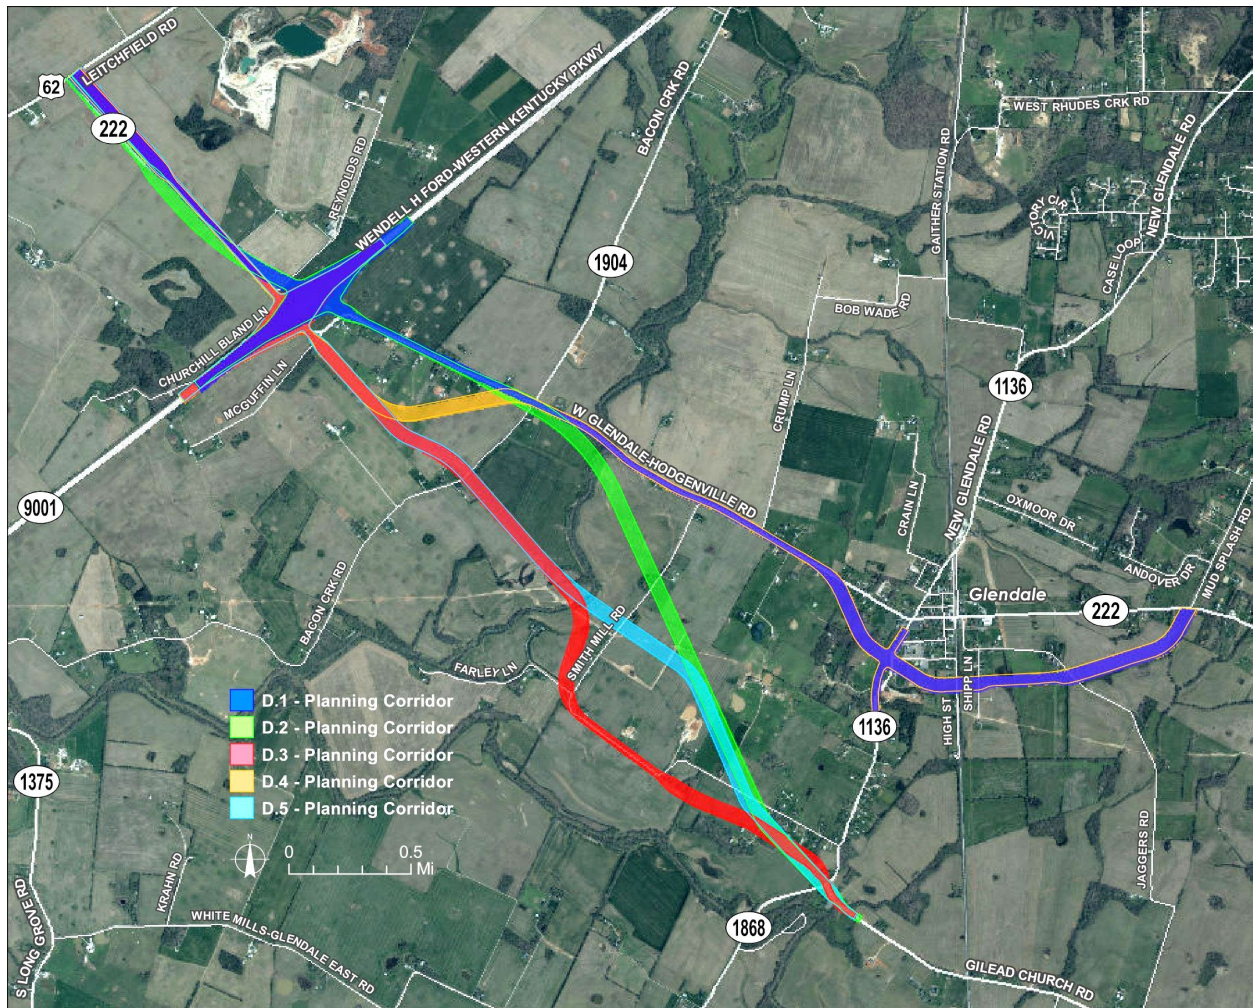 LEITCHFIELD RD
62
222
WENDELL H FORD-WESTERN KENTUCKY PKWY
REYNOLDS RD
BACON CRK RD
WEST RHUDES CRK RD
GAITHER STATION RD
NEW GLENDALE RD
VICTORY CIR
CASE LOOP
1904
BOB WADE RD
CHURCHILL BLAND LN
MCGUFFIN LN
CRUMP LN
1136
W GLENDALE-HODGENVILLE RD
NEW GLENDALE RD
CRAIN LN
OXMOOR DR
ANDOVER DR
MUD SPLASH RD
9001
BACON CRK RD
Glendale
222
SMITH MILL RD
FARLEY LN
SHIPP LN
HIGH ST
1136
D.1 - Planning Corridor
D.2 - Planning Corridor
D.3 - Planning Corridor
D.4 - Planning Corridor
D.5 - Planning Corridor
1375
N
0 0.5
Mi
JAGGERS RD
KRAHN RD
S LONG GROVE RD
WHITE MILLS-GLENDALE EAST RD
1868
GILEAD CHURCH RD